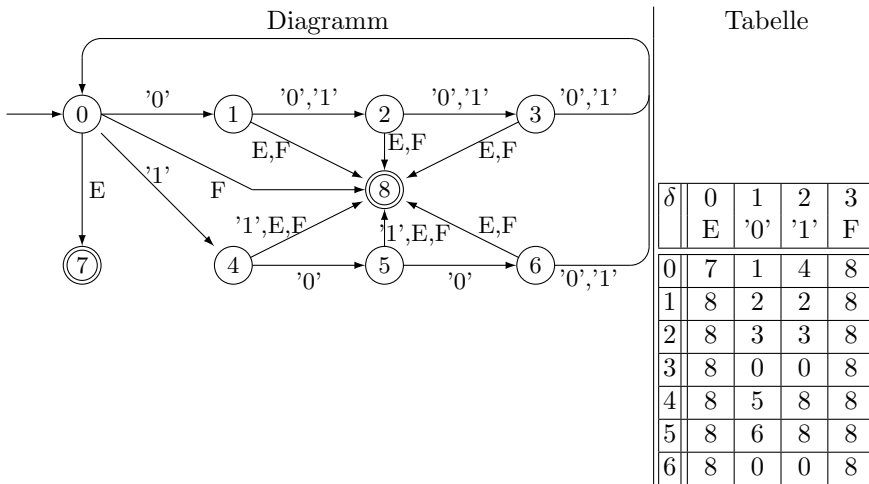 Diagramm
Tabelle
'0' '0','1' '0','1' '0','1'
0 1 2 3
E,F E,F E,F
E '1' F 8
'1',E,F '1',E,F E,F
7 4 5 6
'0' '0' '0','1'
δ 0 1 2 3
E '0' '1' F
0 7 1 4 8
1 8 2 2 8
2 8 3 3 8
3 8 0 0 8
4 8 5 8 8
5 8 6 8 8
6 8 0 0 8